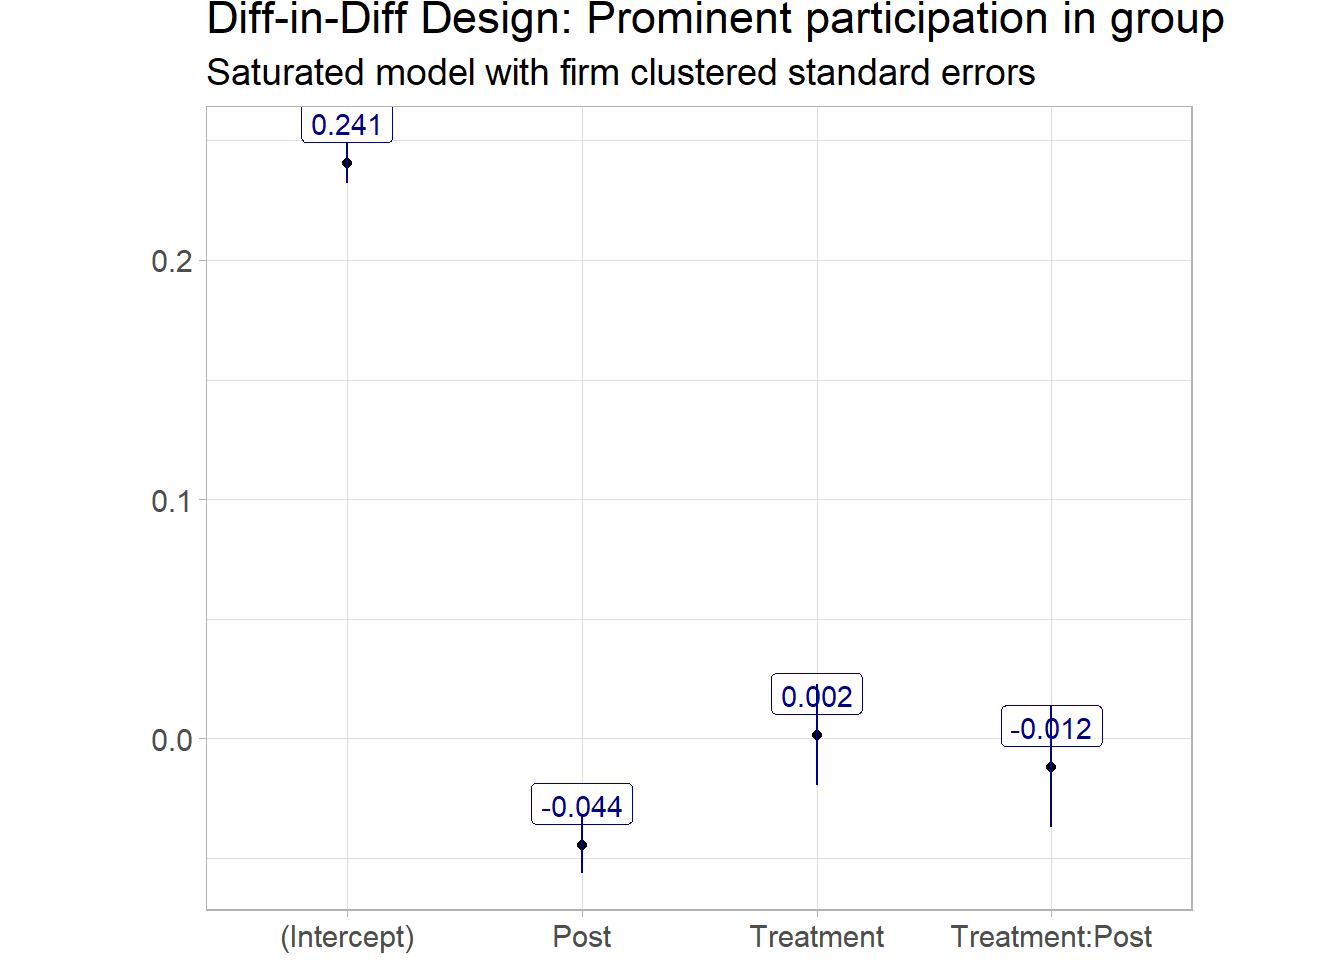 Diff-in-Diff Design: Prominent participation in group
Saturated model with firm clustered standard errors
0.241
0.2
0.1
0.002
-0.012
0.0
-0.044
(Intercept) Post Treatment Treatment:Post